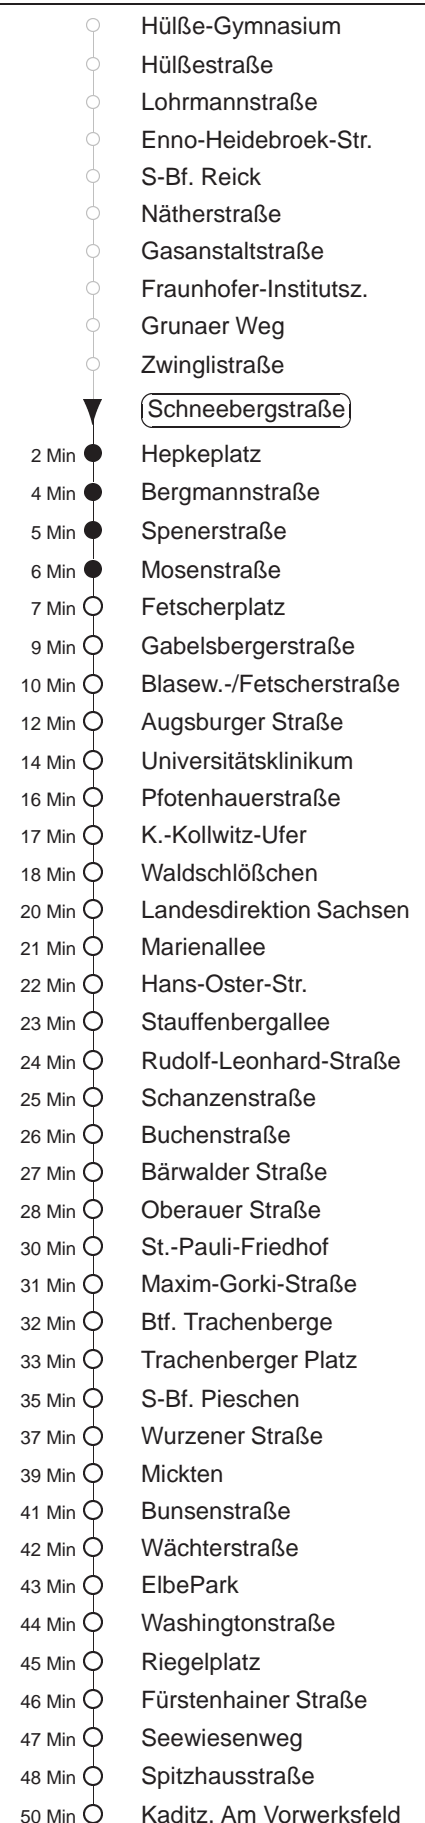 Hülße-Gymnasium
Hülßestraße
Lohrmannstraße
Enno-Heidebroek-Str.
S-Bf. Reick
Nätherstraße
Gasanstaltstraße
Fraunhofer-Institutsz.
Grunaer Weg
Zwinglistraße
Schneebergstraße
2 Min Hepkeplatz
4 Min Bergmannstraße
5 Min Spenerstraße
6 Min Mosenstraße
7 Min Fetscherplatz
9 Min Gabelsbergerstraße
10 Min Blasew.-/Fetscherstraße
12 Min Augsburger Straße
14 Min Universitätsklinikum
16 Min Pfotenhauerstraße
17 Min K.-Kollwitz-Ufer
18 Min Waldschlößchen
20 Min Landesdirektion Sachsen
21 Min Marienallee
22 Min Hans-Oster-Str.
23 Min Stauffenbergallee
24 Min Rudolf-Leonhard-Straße
25 Min Schanzenstraße
26 Min Buchenstraße
27 Min Bärwalder Straße
28 Min Oberauer Straße
30 Min St.-Pauli-Friedhof
31 Min Maxim-Gorki-Straße
32 Min Btf. Trachenberge
33 Min Trachenberger Platz
35 Min S-Bf. Pieschen
37 Min Wurzener Straße
39 Min Mickten
41 Min Bunsenstraße
42 Min Wächterstraße
43 Min ElbePark
44 Min Washingtonstraße
45 Min Riegelplatz
46 Min Fürstenhainer Straße
47 Min Seewiesenweg
48 Min Spitzhausstraße
50 Min Kaditz, Am Vorwerksfeld